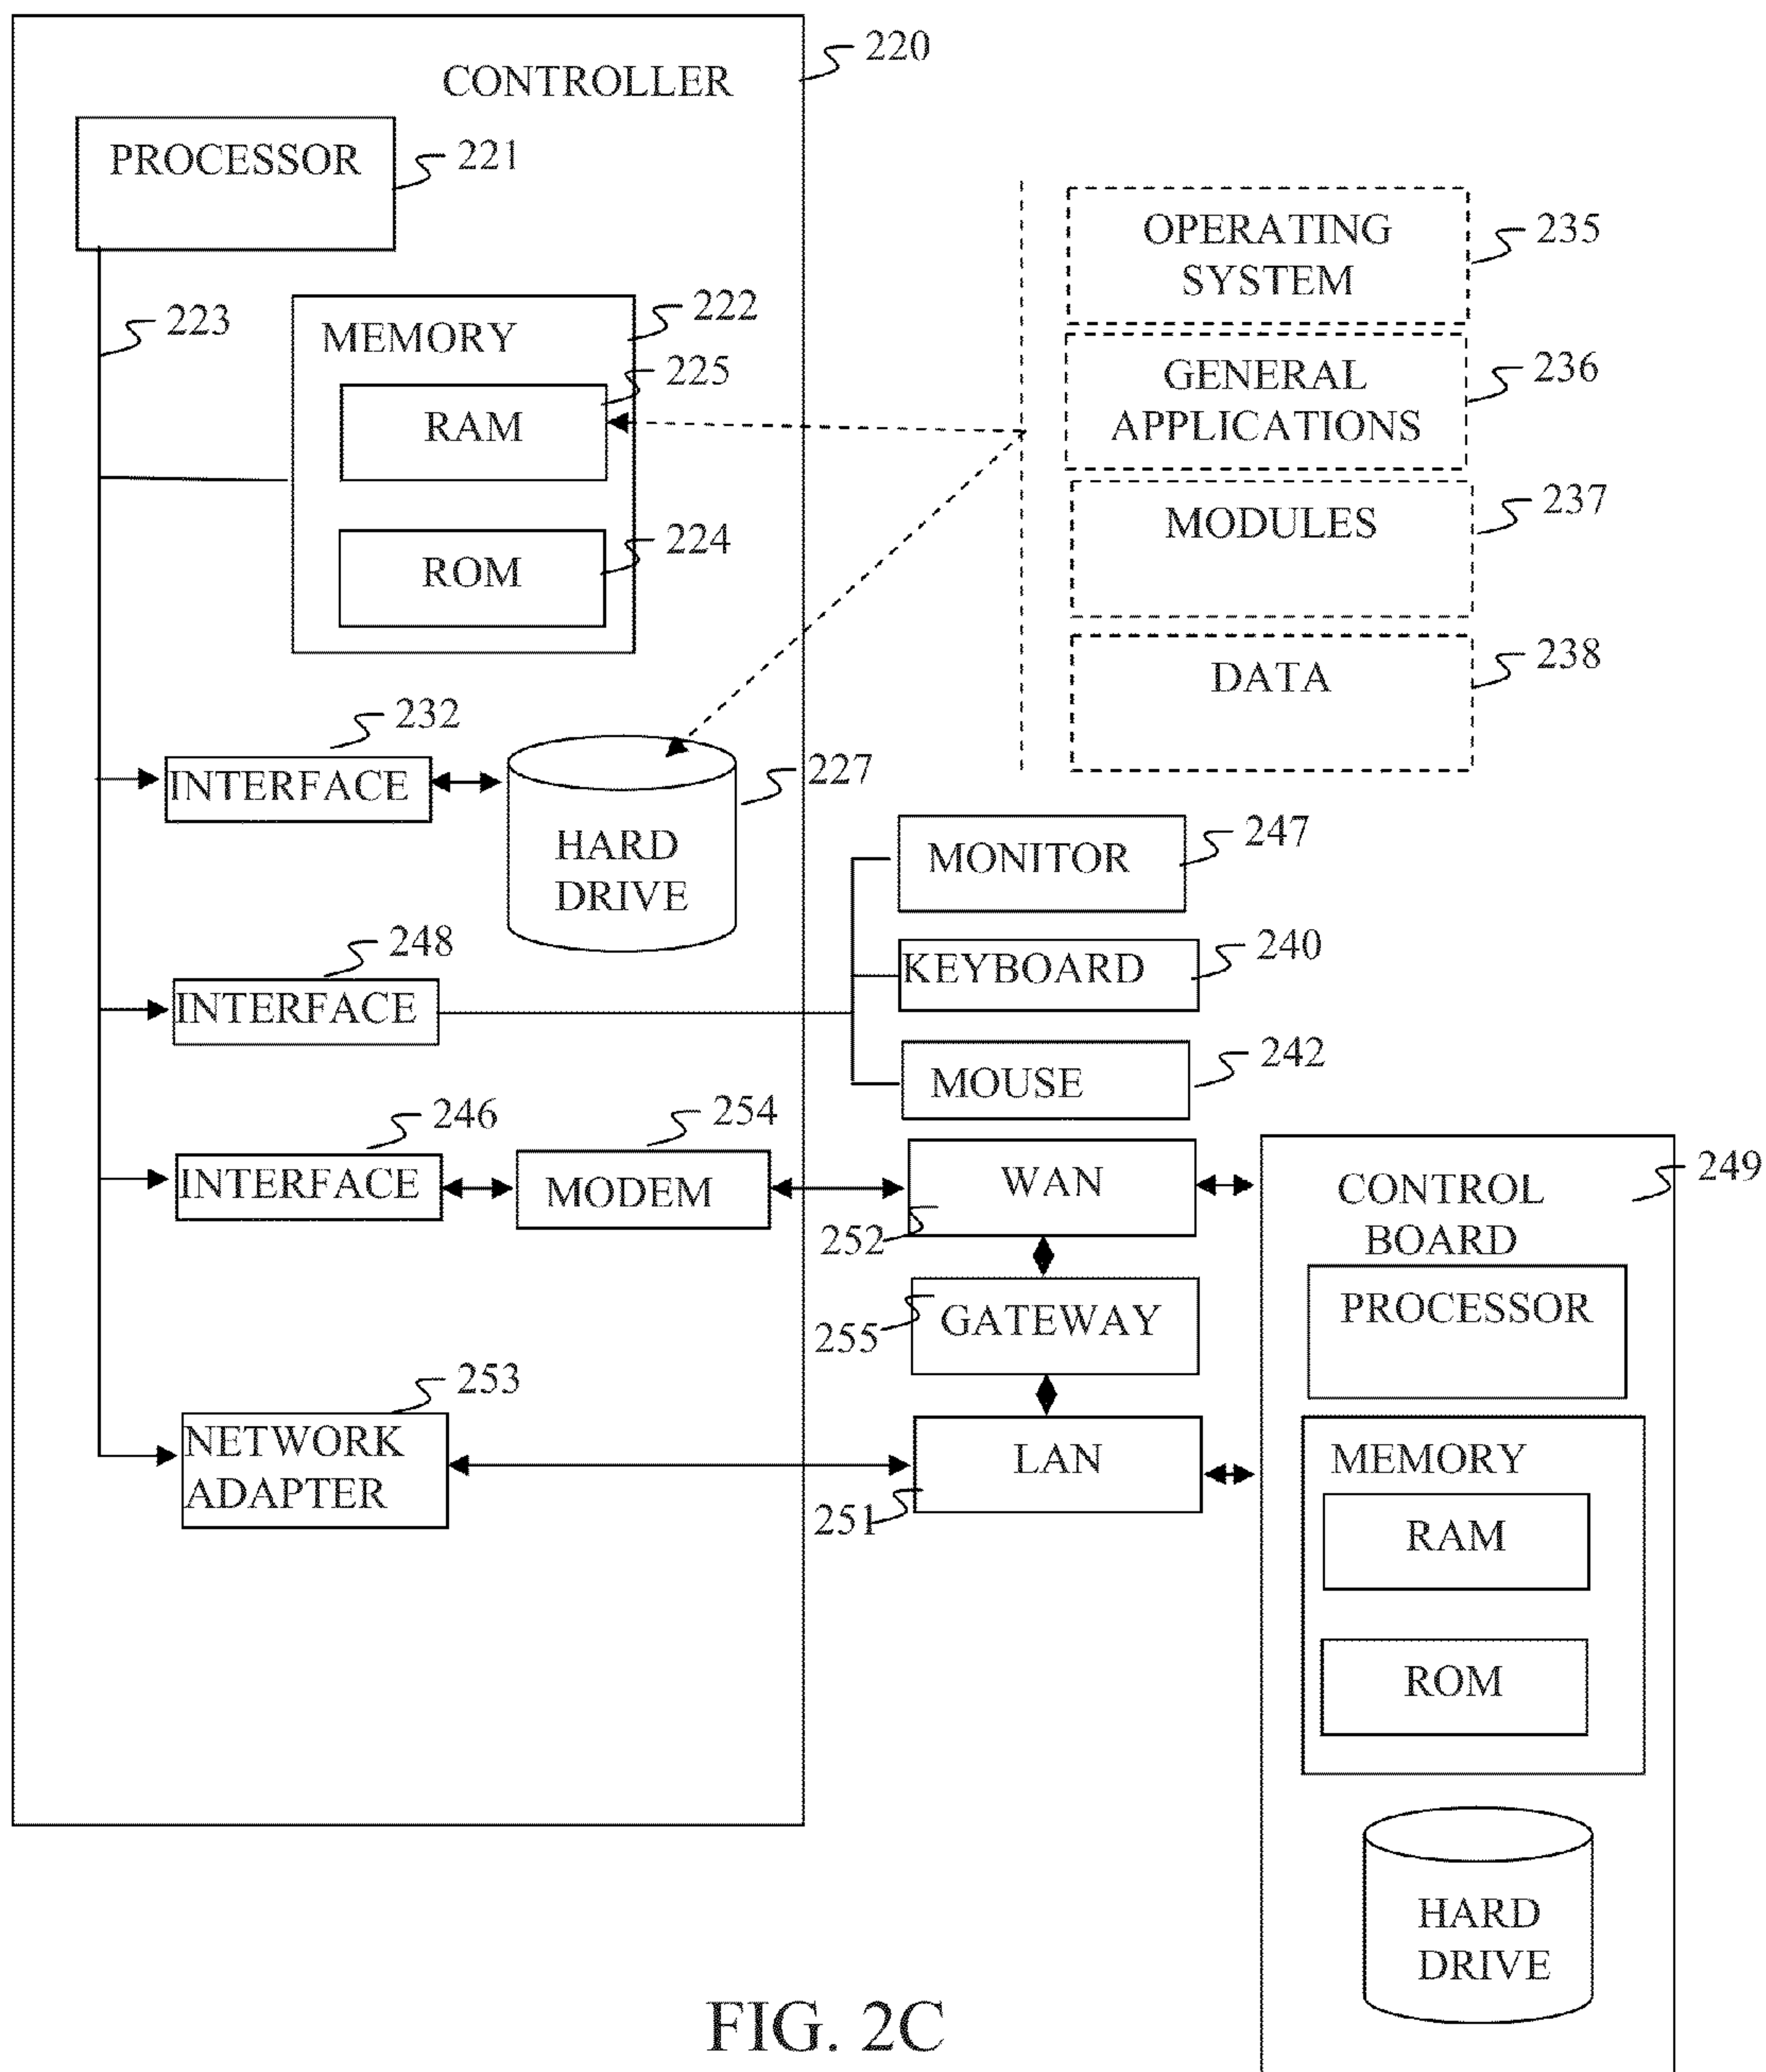 CONTROLLER
220
PROCESSOR
221
223
MEMORY
222
RAM
225
ROM
224
OPERATING
SYSTEM
235
GENERAL
APPLICATIONS
236
MODULES
237
DATA
238
232
INTERFACE
HARD
DRIVE
227
248
INTERFACE
MONITOR
247
KEYBOARD
240
MOUSE
242
246
INTERFACE
254
MODEM
WAN
252
GATEWAY
255
253
NETWORK
ADAPTER
LAN
251
CONTROL
BOARD
249
PROCESSOR
MEMORY
RAM
ROM
HARD
DRIVE
FIG. 2C